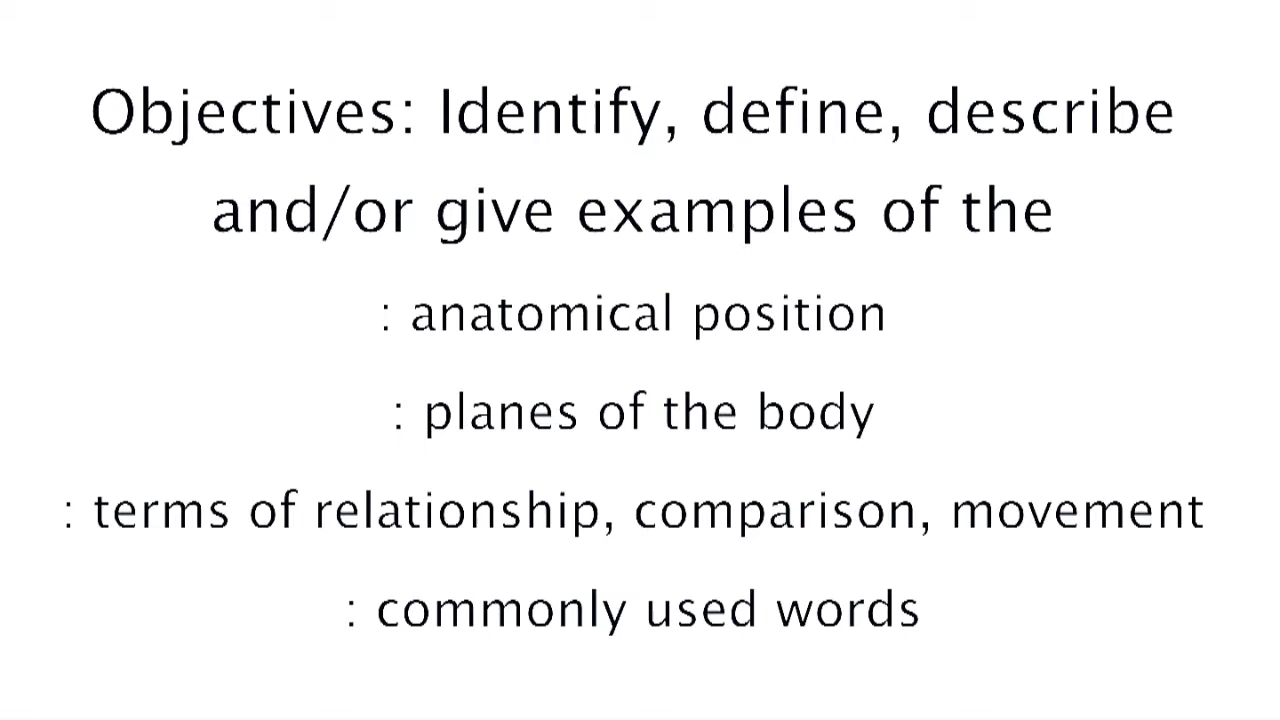 Objectives: Identify, define, describe
and/or give examples of the
: anatomical position
: planes of the body
: terms of relationship, comparison, movement
: commonly used words